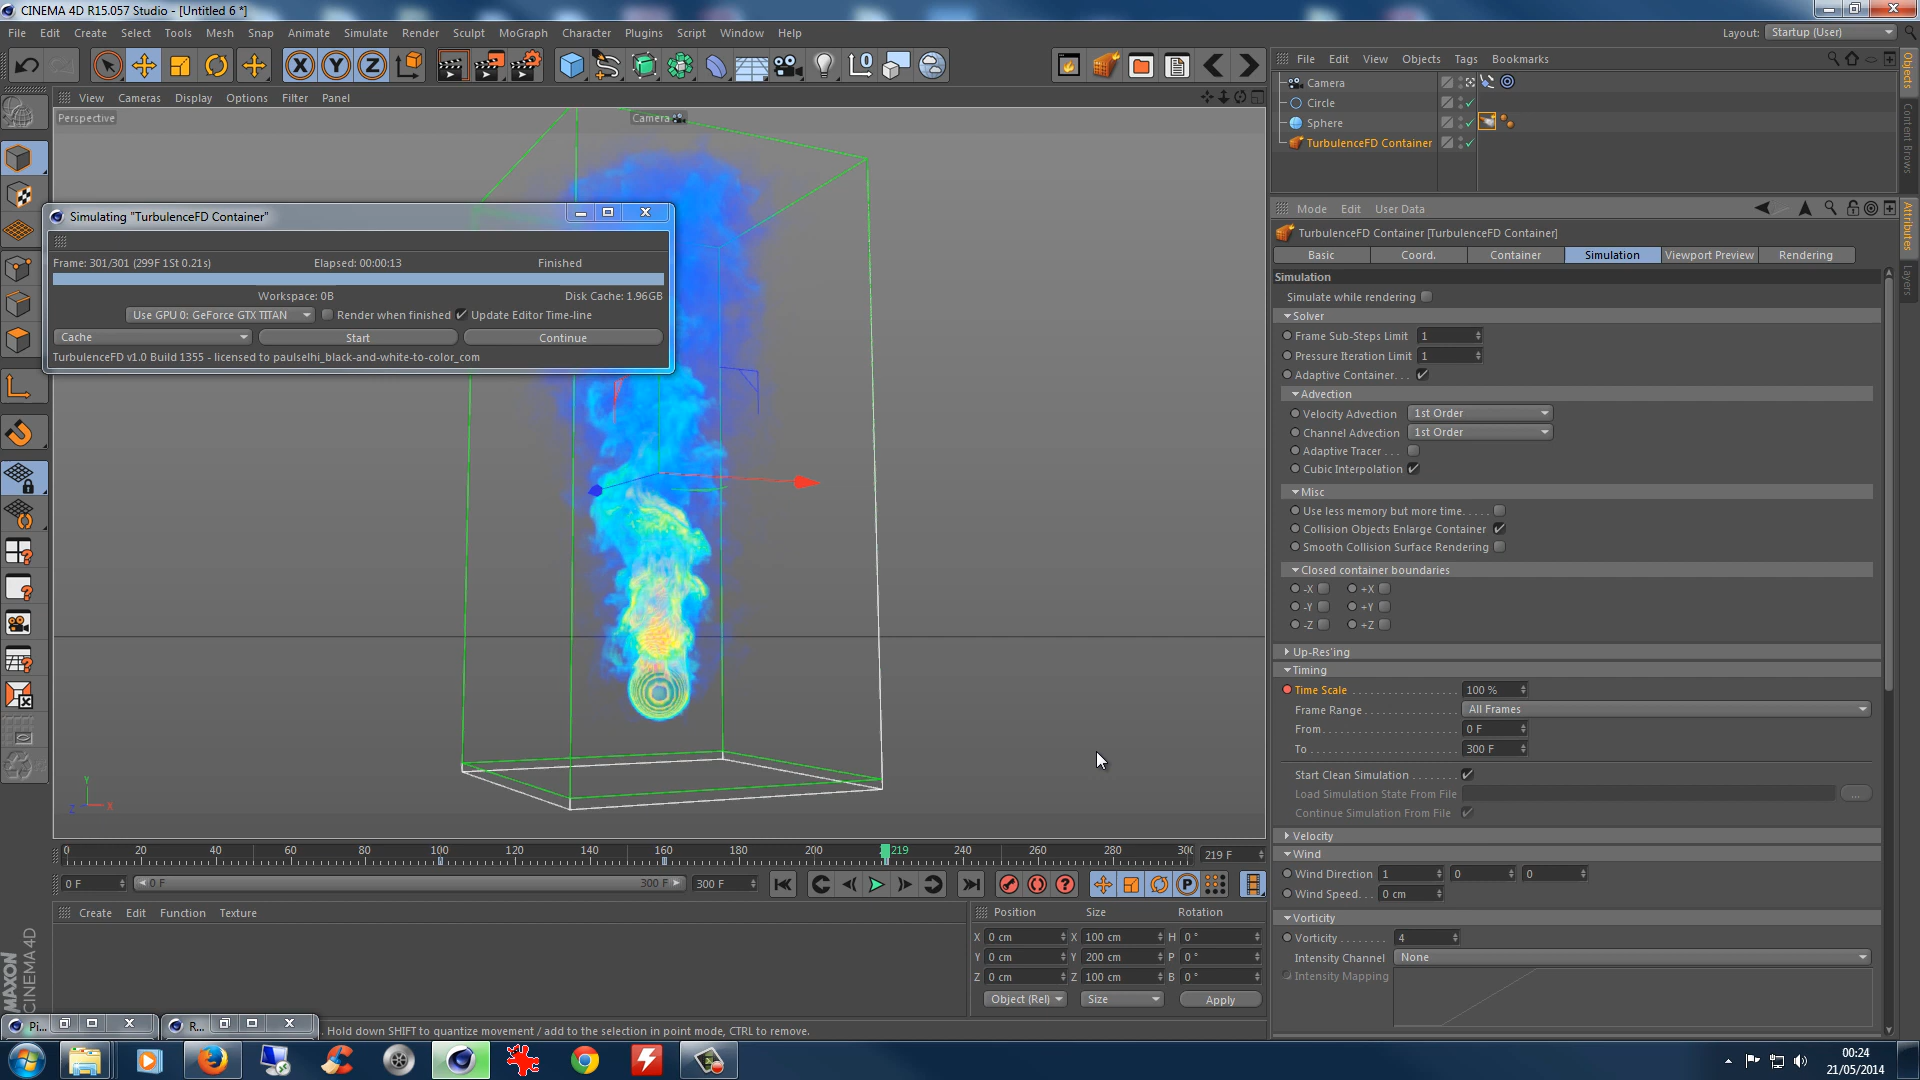 CINEMA 4D R15.057 Studio - [Untitled 6 *]
File Edit Create Select Tools Mesh Snap Animate Simulate Render Sculpt MoGraph Character Plugins Script Window Help
Layout: Startup (User)
View Cameras Display Options Filter Panel
Perspective
Camera
Simulating "TurbulenceFD Container"
Frame: 301/301 (299F 1St 0.21s) Elapsed: 00:00:13 Finished
Workspace: 0B Disk Cache: 1.96GB
Use GPU 0: GeForce GTX TITAN Render when finished Update Editor Time-line
Cache Start Continue
TurbulenceFD v1.0 Build 1355 - licensed to paulselhi_black-and-white-to-color_com
Y
Z X
0 20 40 60 80 100 120 140 160 180 200 219 240 260 280 300 219 F
0 F 0 F 300 F 300 F
Create Edit Function Texture
Position Size Rotation
X 0 cm X 100 cm H 0 °
Y 0 cm Y 200 cm P 0 °
Z 0 cm Z 100 cm B 0 °
Object (Rel) Size Apply
MAXON
CINEMA 4D
Pi... R...
Hold down SHIFT to quantize movement / add to the selection in point mode, CTRL to remove.
File Edit View Objects Tags Bookmarks
Camera
Circle
Sphere
TurbulenceFD Container
Objects
Content Brows
Attributes
Layers
Mode Edit User Data
TurbulenceFD Container [TurbulenceFD Container]
Basic Coord. Container Simulation Viewport Preview Rendering
Simulation
Simulate while rendering
Solver
Frame Sub-Steps Limit 1
Pressure Iteration Limit 1
Adaptive Container. . .
Advection
Velocity Advection 1st Order
Channel Advection 1st Order
Adaptive Tracer . . .
Cubic Interpolation
Misc
Use less memory but more time. . . . .
Collision Objects Enlarge Container
Smooth Collision Surface Rendering
Closed container boundaries
-X +X
-Y +Y
-Z +Z
Up-Res'ing
Timing
Time Scale . . . . . . . . . . . . . . . . . 100 %
Frame Range . . . . . . . . . . . . . . . All Frames
From. . . . . . . . . . . . . . . . . . . . . . 0 F
To . . . . . . . . . . . . . . . . . . . . . . . . 300 F
Start Clean Simulation . . . . . . . .
Load Simulation State From File ...
Continue Simulation From File
Velocity
Wind
Wind Direction 1 0 0
Wind Speed. . . 0 cm
Vorticity
Vorticity . . . . . . . . 4
Intensity Channel None
Intensity Mapping
00:24
21/05/2014